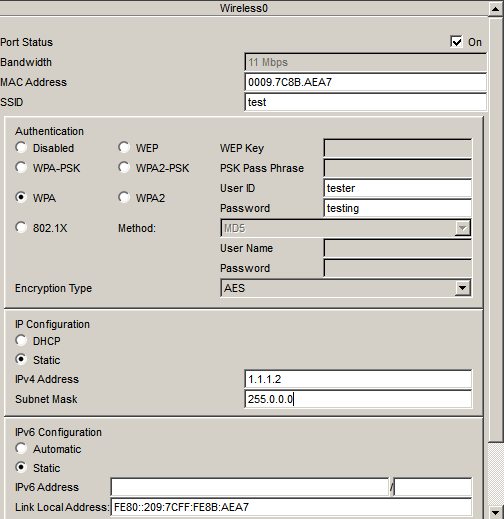 Wireless0
Port Status On
Bandwidth 11 Mbps
MAC Address 0009.7C8B.AEA7
SSID test
Authentication
Disabled WEP WEP Key
WPA-PSK WPA2-PSK PSK Pass Phrase
User ID tester
WPA WPA2
Password testing
802.1X Method: MD5
User Name
Password
Encryption Type AES
IP Configuration
DHCP
Static
IPv4 Address 1.1.1.2
Subnet Mask 255.0.0.0
IPv6 Configuration
Automatic
Static
IPv6 Address /
Link Local Address: FE80::209:7CFF:FE8B:AEA7